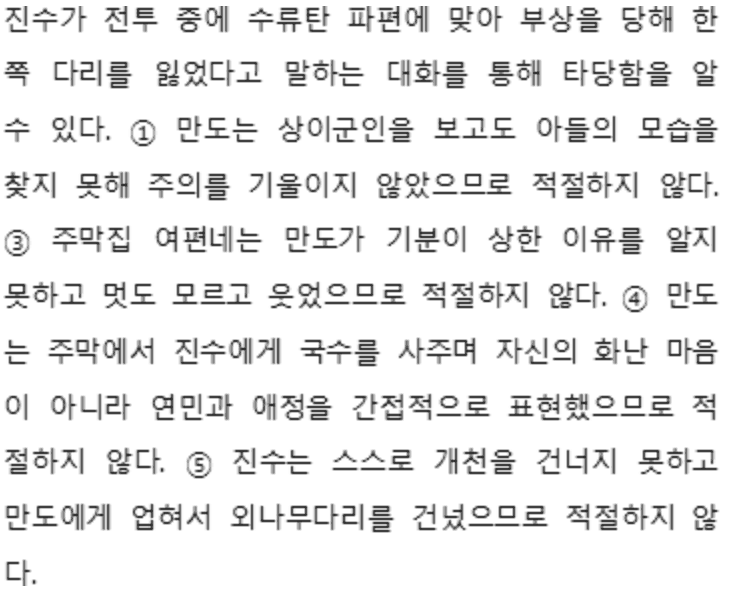 진수가 전투 중에 수류탄 파편에 맞아 부상을 당해 한
쪽 다리를 잃었다고 말하는 대화를 통해 타당함을 알
수 있다. ① 만도는 상이군인을 보고도 아들의 모습을
찾지 못해 주의를 기울이지 않았으므로 적절하지 않다.
③ 주막집 여편네는 만도가 기분이 상한 이유를 알지
못하고 멋도 모르고 웃었으므로 적절하지 않다. ④ 만도
는 주막에서 진수에게 국수를 사주며 자신의 화난 마음
이 아니라 연민과 애정을 간접적으로 표현했으므로 적
절하지 않다. ⑤ 진수는 스스로 개천을 건너지 못하고
만도에게 업혀서 외나무다리를 건넜으므로 적절하지 않
다.